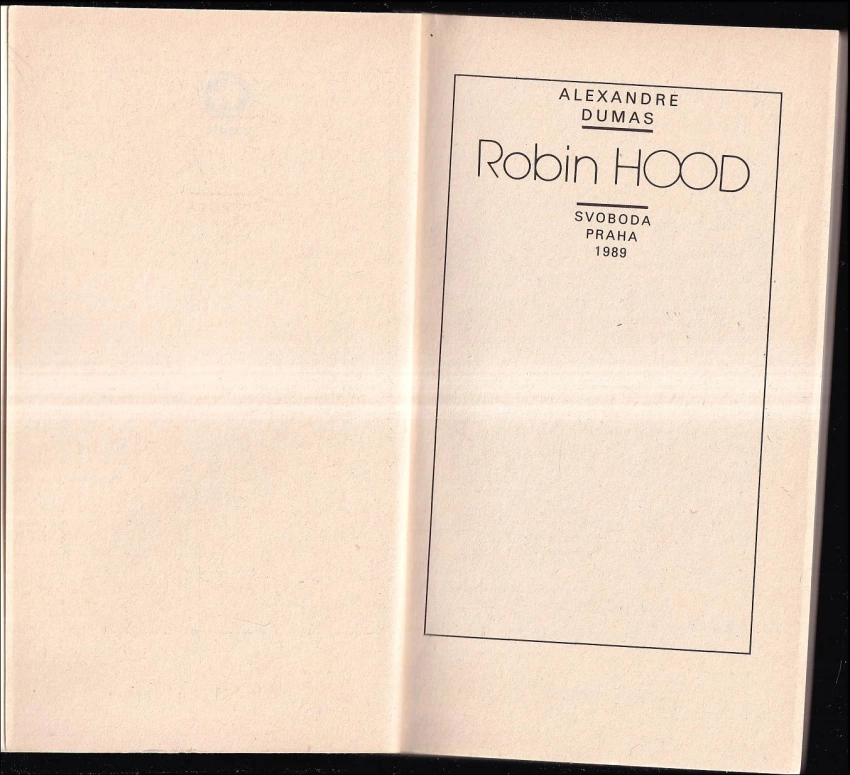 ALEXANDRE
DUMAS
Robin HOOD
SVOBODA
PRAHA
1989